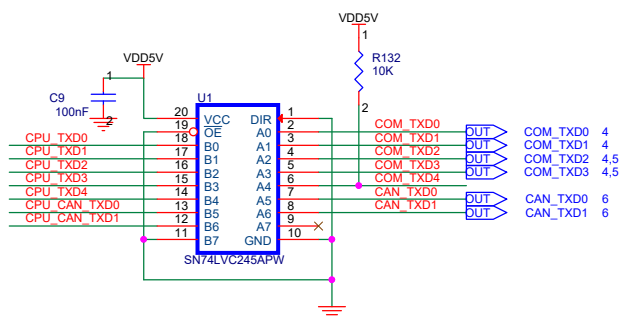 VDD5V
1
R132
10K
2
VDD5V
1
C9
100nF
2
U1
20 VCC DIR 1
19 OE A0 2
CPU_TXD0 18 B0 A1 3 COM_TXD0 OUT COM_TXD0 4
CPU_TXD1 17 B1 A2 4 COM_TXD1 OUT COM_TXD1 4
CPU_TXD2 16 B2 A3 5 COM_TXD2 OUT COM_TXD2 4,5
CPU_TXD3 15 B3 A4 6 COM_TXD3 OUT COM_TXD3 4,5
CPU_TXD4 14 B4 A5 7 COM_TXD4
CPU_CAN_TXD0 13 B5 A6 8 CAN_TXD0 OUT CAN_TXD0 6
CPU_CAN_TXD1 12 B6 A7 9 CAN_TXD1 OUT CAN_TXD1 6
11 B7 GND 10
SN74LVC245APW